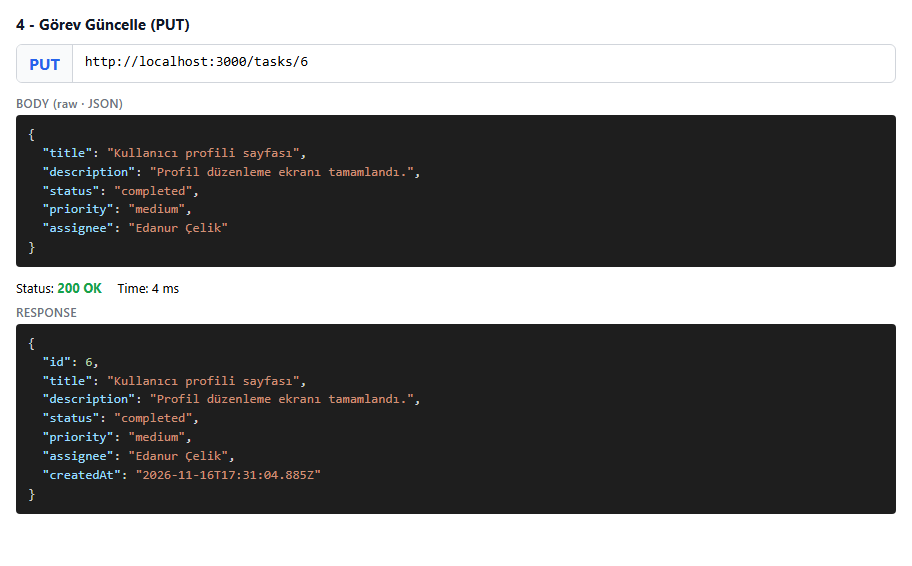 4 - Görev Güncelle (PUT)
PUT http://localhost:3000/tasks/6
BODY (raw · JSON)
{
  "title": "Kullanıcı profili sayfası",
  "description": "Profil düzenleme ekranı tamamlandı.",
  "status": "completed",
  "priority": "medium",
  "assignee": "Edanur Çelik"
}
Status: 200 OK Time: 4 ms
RESPONSE
{
  "id": 6,
  "title": "Kullanıcı profili sayfası",
  "description": "Profil düzenleme ekranı tamamlandı.",
  "status": "completed",
  "priority": "medium",
  "assignee": "Edanur Çelik",
  "createdAt": "2026-11-16T17:31:04.885Z"
}